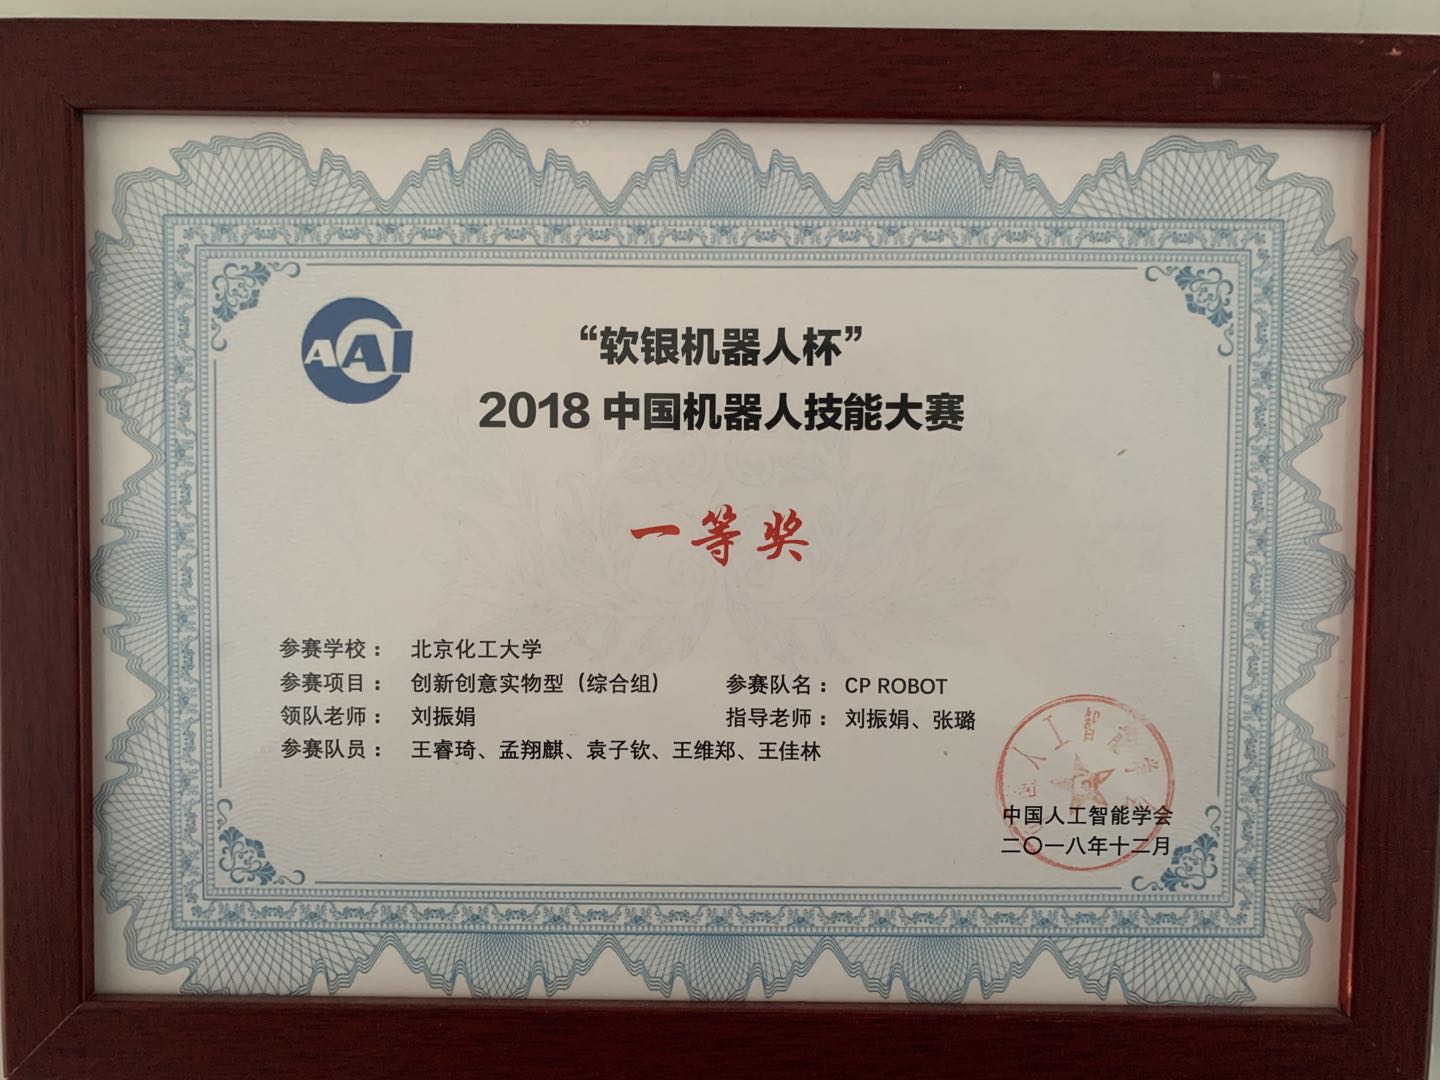 CAAI
“软银机器人杯”
2018 中国机器人技能大赛
一等奖
参赛学校： 北京化工大学
参赛项目： 创新创意实物型（综合组） 参赛队名： CP ROBOT
领队老师： 刘振娟 指导老师： 刘振娟、张璐
参赛队员： 王睿琦、孟翔麒、袁子钦、王维郑、王佳林
中国人工智能学会
中国人工智能学会
二〇一八年十二月